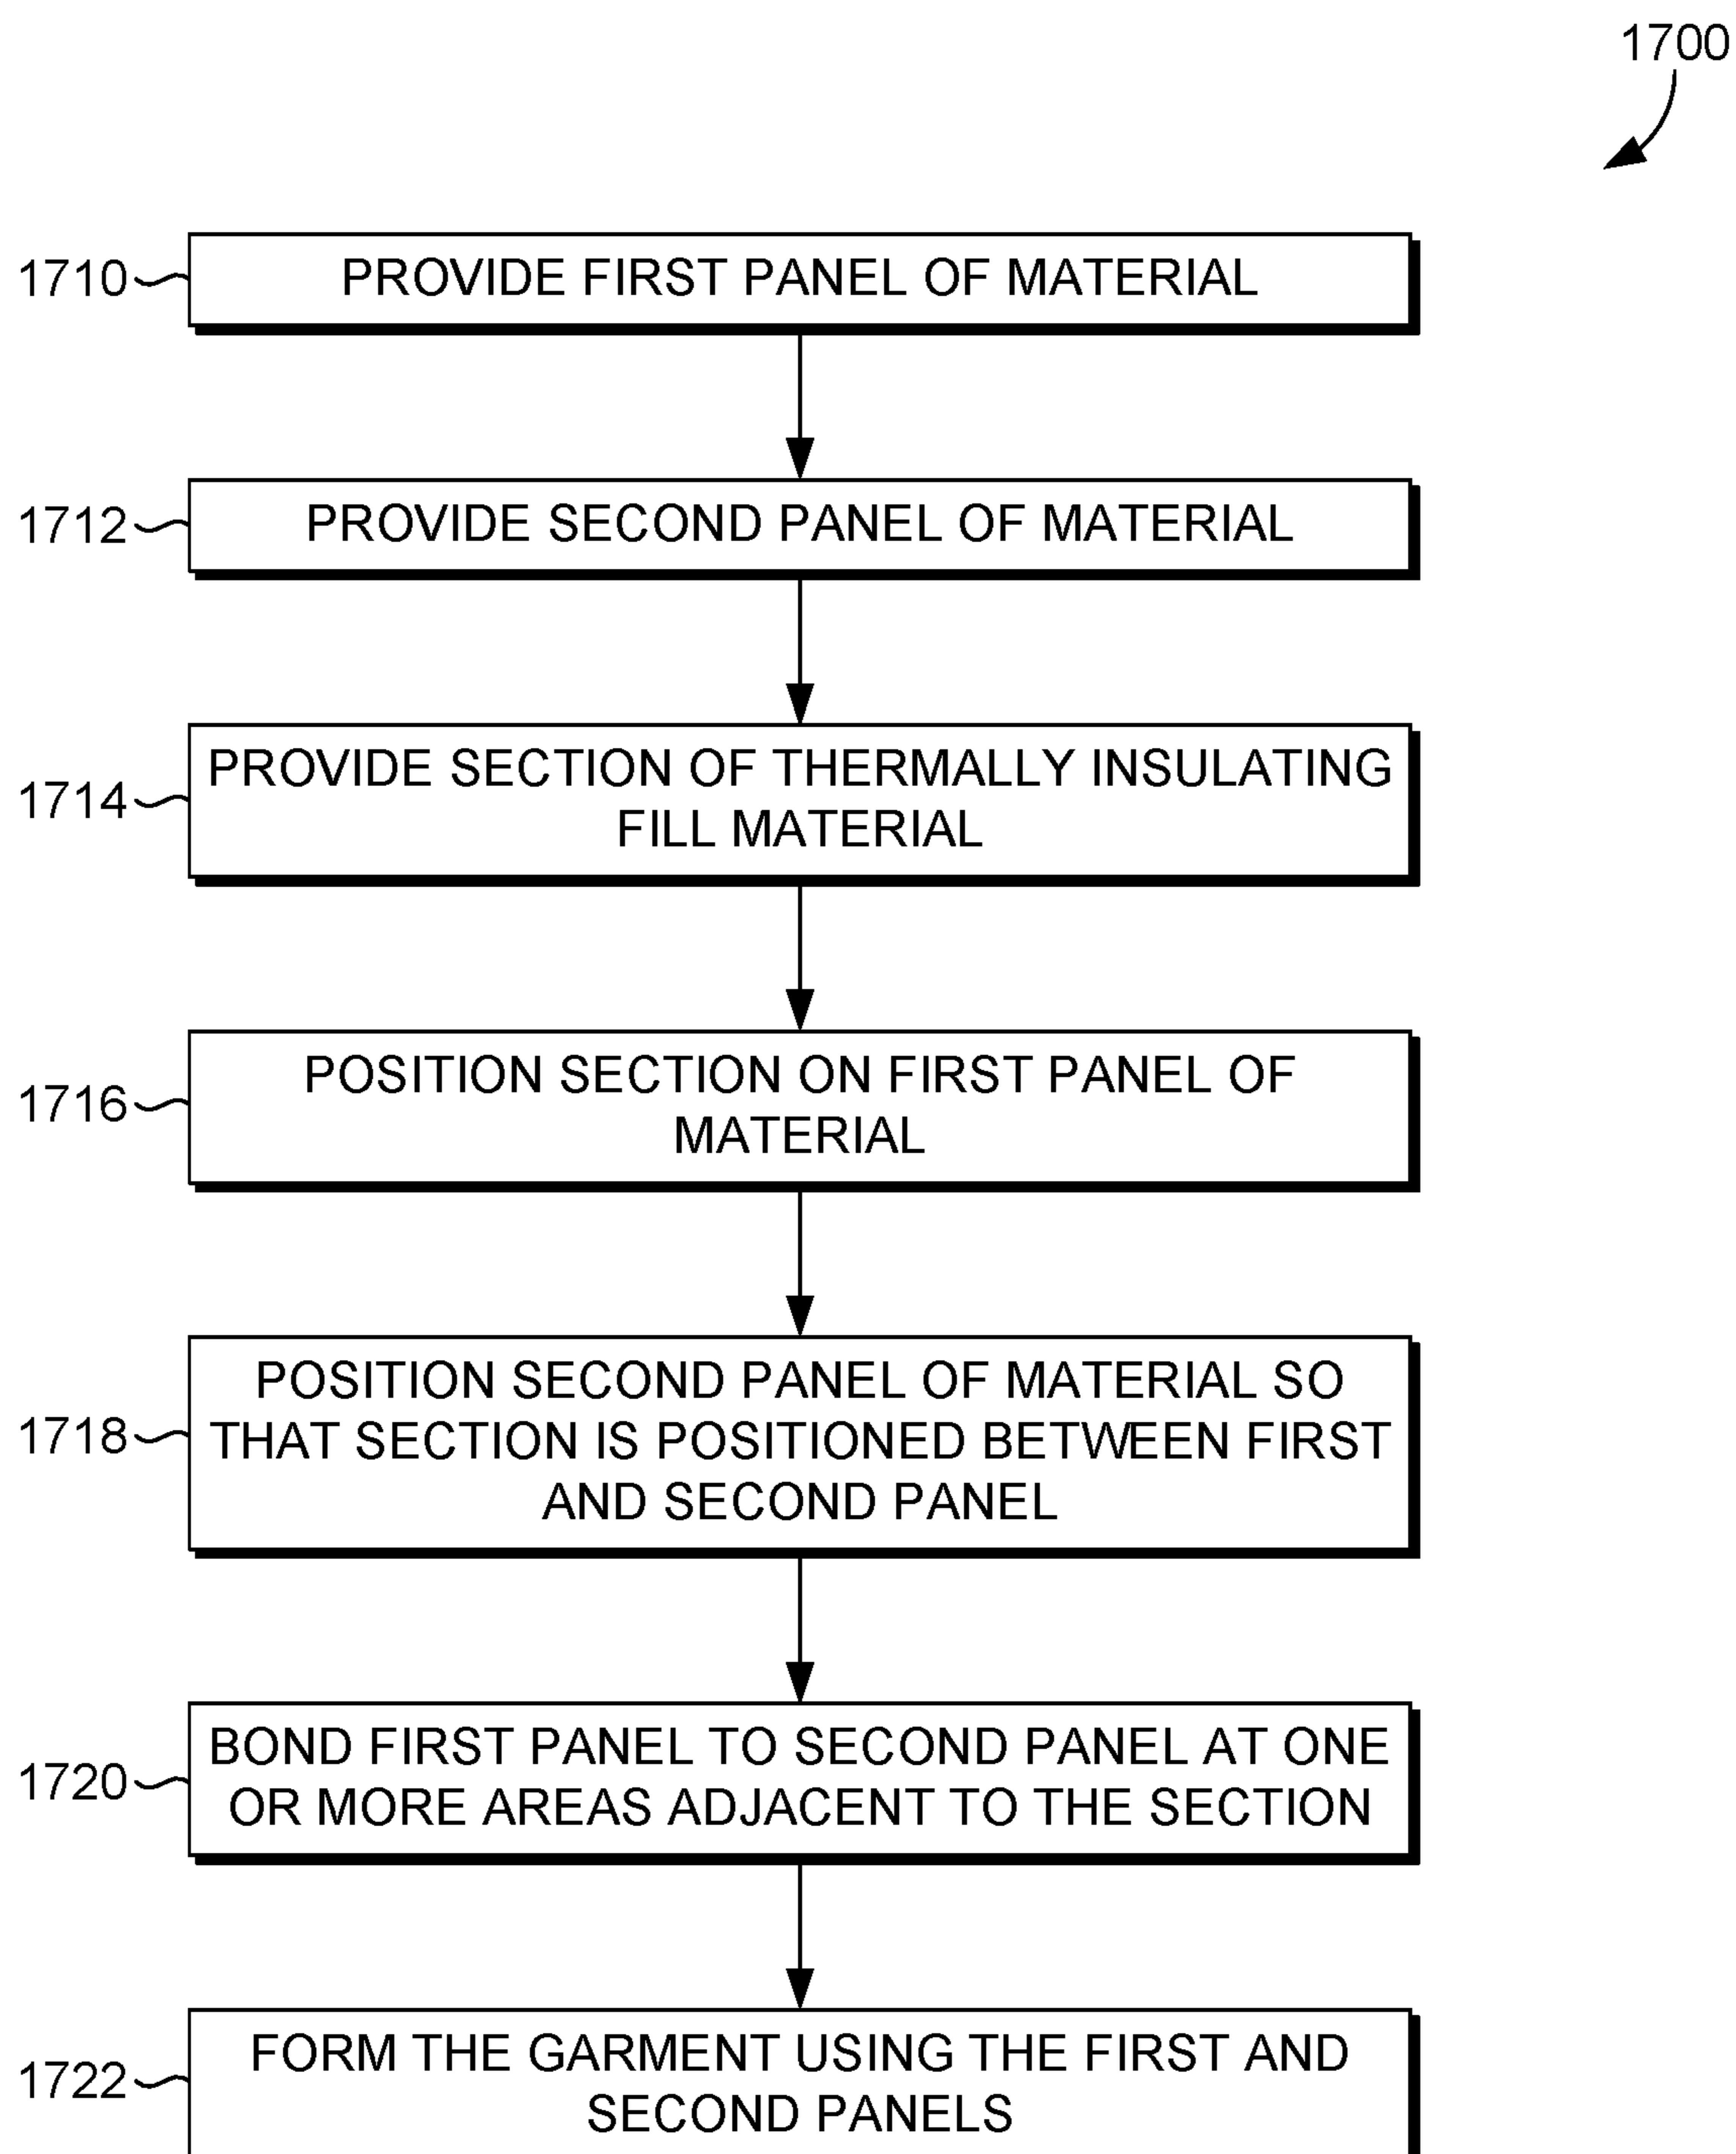 1700
1710
PROVIDE FIRST PANEL OF MATERIAL
1712
PROVIDE SECOND PANEL OF MATERIAL
1714
PROVIDE SECTION OF THERMALLY INSULATING
FILL MATERIAL
1716
POSITION SECTION ON FIRST PANEL OF
MATERIAL
1718
POSITION SECOND PANEL OF MATERIAL SO
THAT SECTION IS POSITIONED BETWEEN FIRST
AND SECOND PANEL
1720
BOND FIRST PANEL TO SECOND PANEL AT ONE
OR MORE AREAS ADJACENT TO THE SECTION
1722
FORM THE GARMENT USING THE FIRST AND
SECOND PANELS